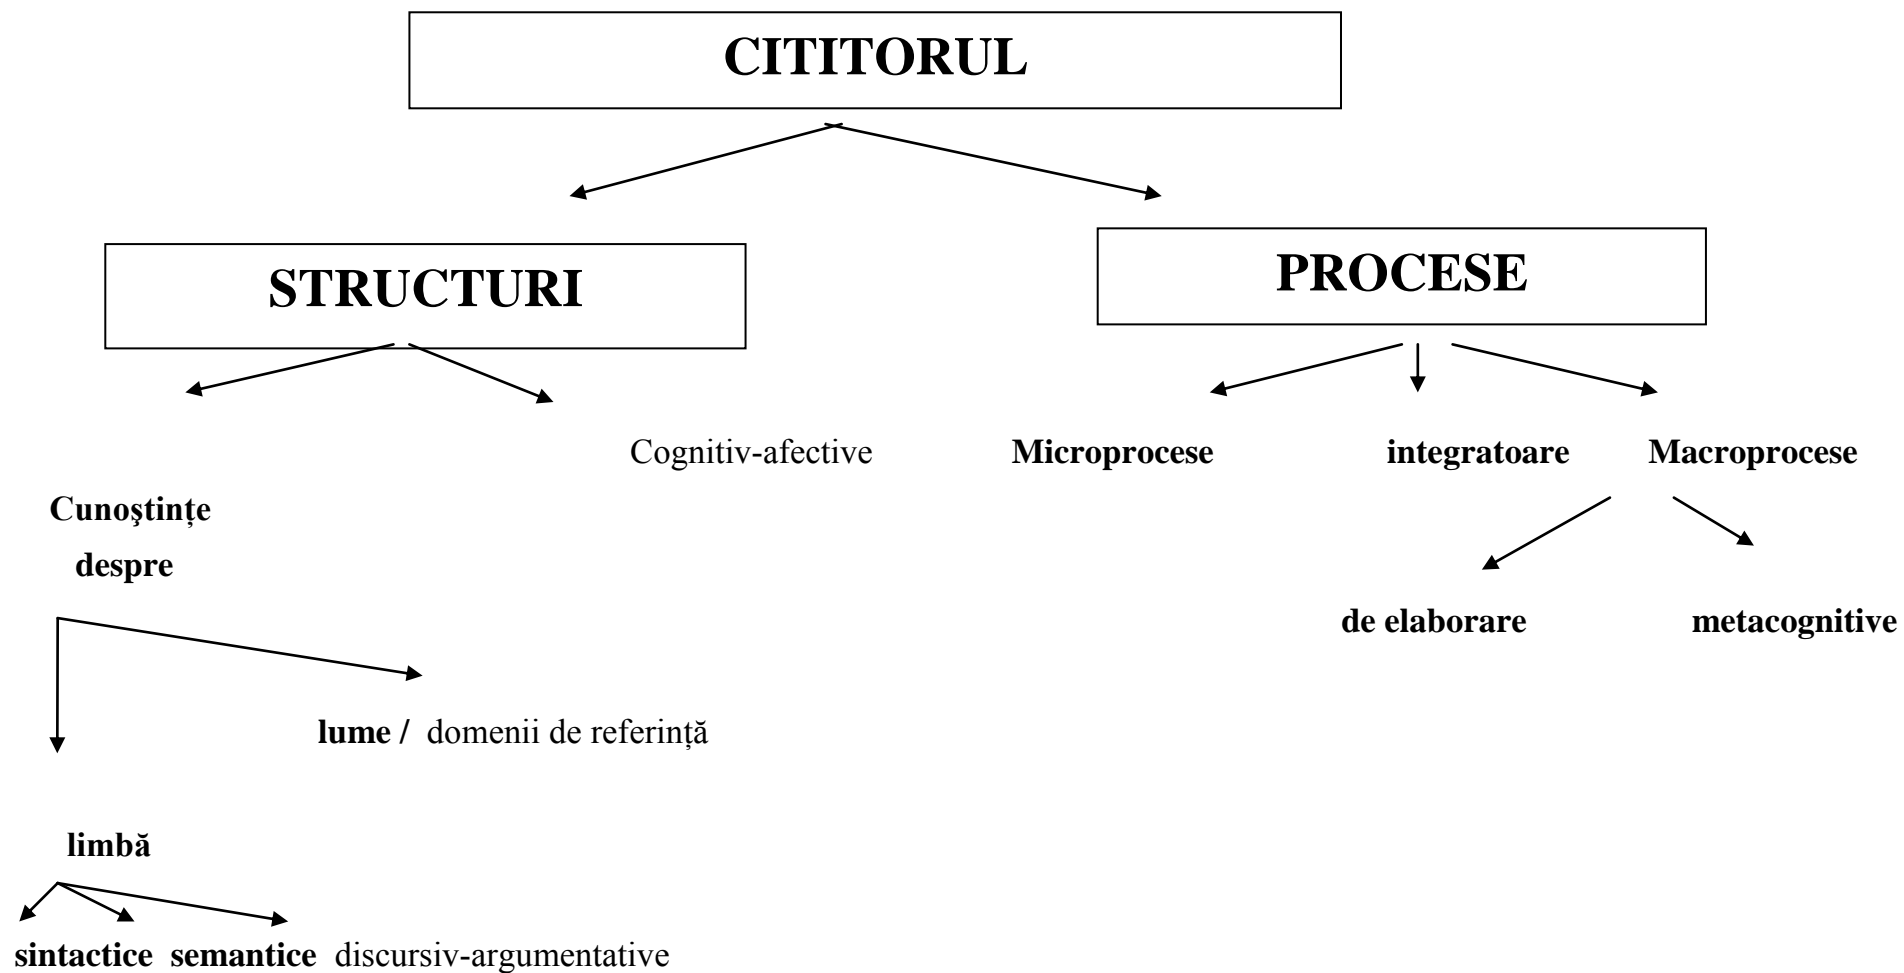 CITITORUL
STRUCTURI
PROCESE
Cognitiv-afective
Microprocese
integratoare
Macroprocese
Cunoştințe
despre
de elaborare
metacognitive
lume / domenii de referință
limbă
sintactice semantice discursiv-argumentative